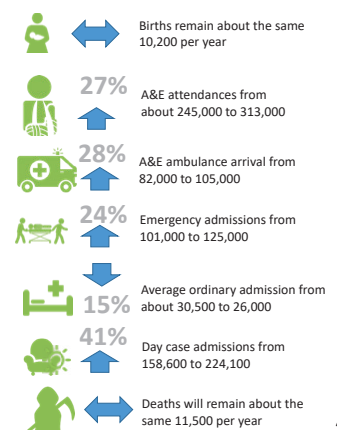 Births remain about the same
10,200 per year
27%
A&E attendances from
about 245,000 to 313,000
28%
A&E ambulance arrival from
82,000 to 105,000
24%
Emergency admissions from
101,000 to 125,000
Average ordinary admission from
15%
about 30,500 to 26,000
41%
Day case admissions from
158,600 to 224,100
Deaths will remain about the
same 11,500 per year